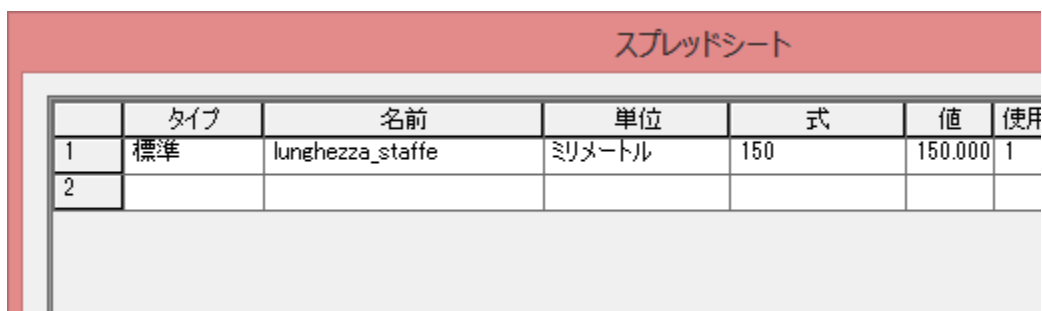 スプレッドシート
タイプ 名前 単位 式 値 使用
1 標準 lunghezza_staffe ミリメートル 150 150.000 1
2